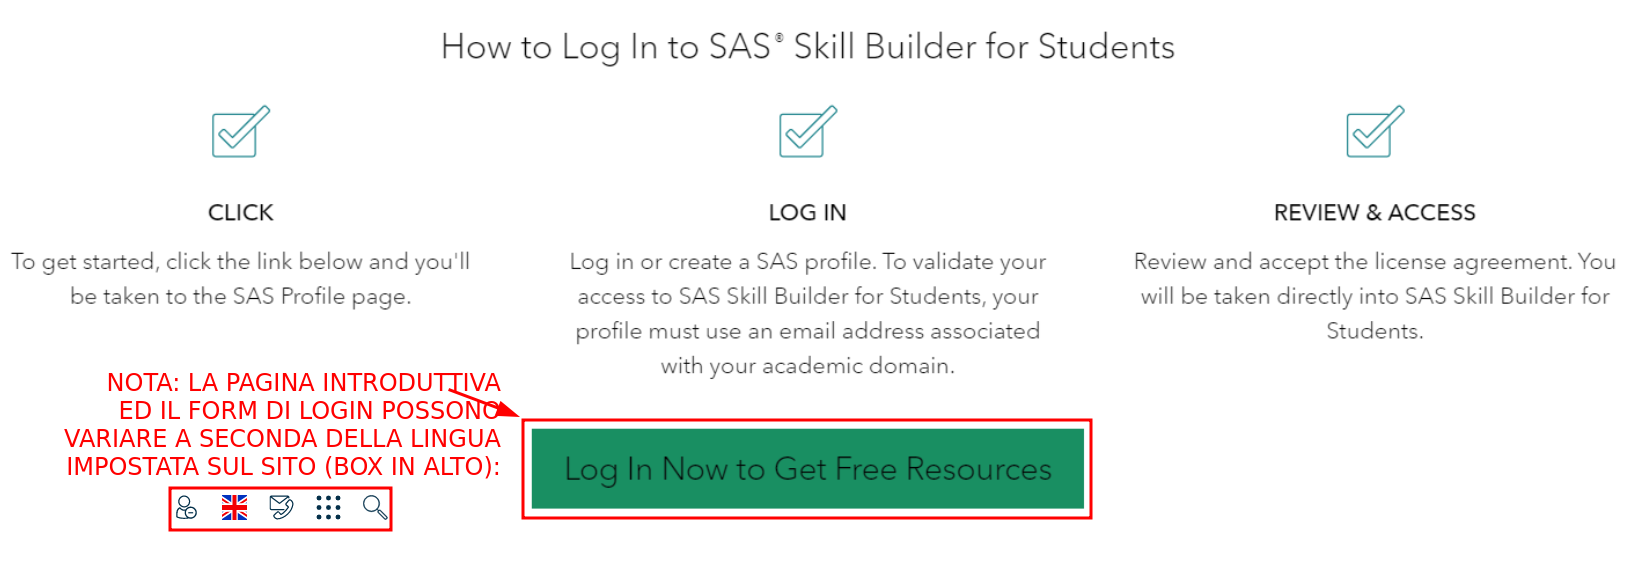 How to Log In to SAS® Skill Builder for Students
CLICK
To get started, click the link below and you'll
be taken to the SAS Profile page.
LOG IN
Log in or create a SAS profile. To validate your
access to SAS Skill Builder for Students, your
profile must use an email address associated
with your academic domain.
REVIEW & ACCESS
Review and accept the license agreement. You
will be taken directly into SAS Skill Builder for
Students.
NOTA: LA PAGINA INTRODUTTIVA
ED IL FORM DI LOGIN POSSONO
VARIARE A SECONDA DELLA LINGUA
IMPOSTATA SUL SITO (BOX IN ALTO):
Log In Now to Get Free Resources